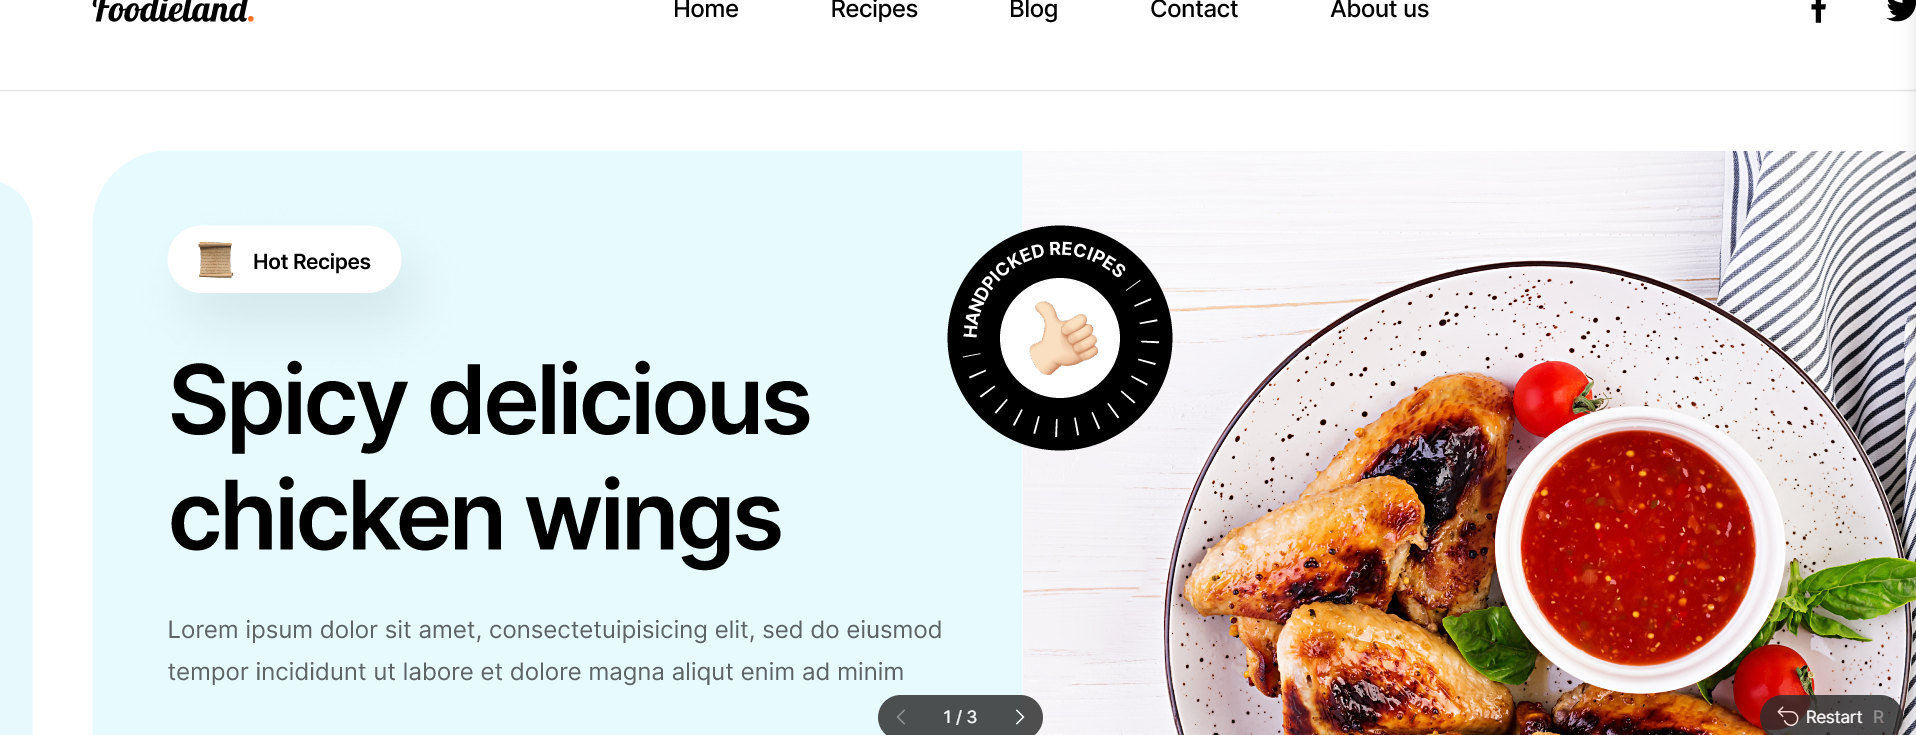 Foodieland.
Home
Recipes
Blog
Contact
About us
Hot Recipes
HANDPICKED RECIPES
Spicy delicious
chicken wings
Lorem ipsum dolor sit amet, consectetuipisicing elit, sed do eiusmod
tempor incididunt ut labore et dolore magna aliqut enim ad minim
1 / 3
Restart R